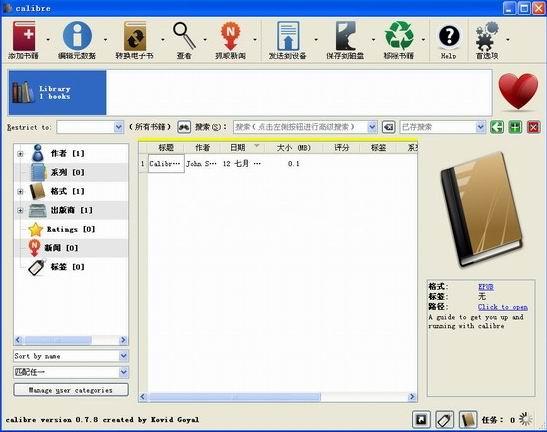 calibre
添加书籍 编辑元数据 转换电子书 查看 抓取新闻 发送到设备 保存到磁盘 移除书籍 Help 首选项
Library
1 books
Restrict to: (所有书籍) 搜索(S): 搜索(点击左侧按钮进行高级搜索) 已存搜索
标题 作者 日期 大小 (MB) 评分 标签
1 Calibr... John S... 12 七月 ... 0.1
作者 [1]
系列 [0]
格式 [1]
出版商 [1]
Ratings [0]
新闻 [0]
标签 [0]
Sort by name
匹配任一
Manage user categories
格式: EPUB
标签: 无
路径: Click to open
A guide to get you up and
running with calibre
calibre version 0.7.8 created by Kovid Goyal
任务: 0